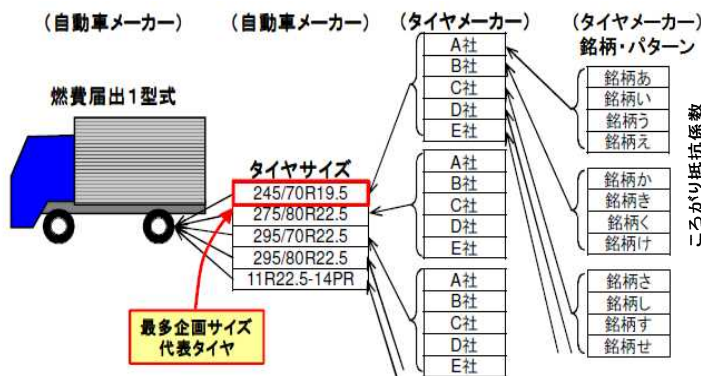 (自動車メーカー)
(自動車メーカー)
(タイヤメーカー)
(タイヤメーカー)
銘柄・パターン
燃費届出1型式
タイヤサイズ
245/70R19.5
275/80R22.5
295/70R22.5
295/80R22.5
11R22.5-14PR
最多企画サイズ
代表タイヤ
A社
B社
C社
D社
E社
A社
B社
C社
D社
E社
A社
B社
C社
D社
E社
銘柄あ
銘柄い
銘柄う
銘柄え
銘柄か
銘柄き
銘柄く
銘柄け
銘柄さ
銘柄し
銘柄す
銘柄せ
ころがり抵抗係数